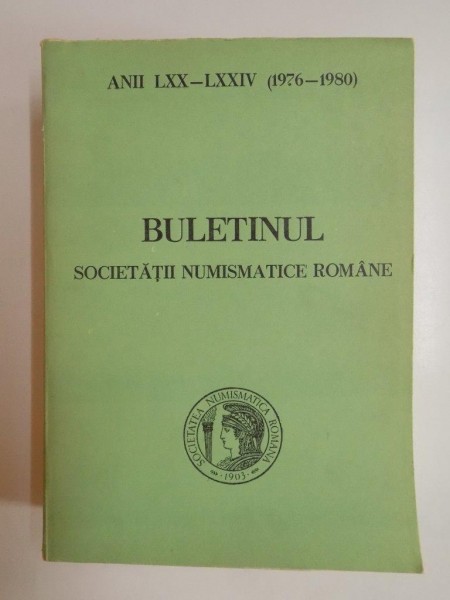 ANII LXX—LXXIV (1976—1980)
BULETINUL
SOCIETĂȚII NUMISMATICE ROMÂNE
SOCIETATEA NUMISMATICA ROMANA
1903